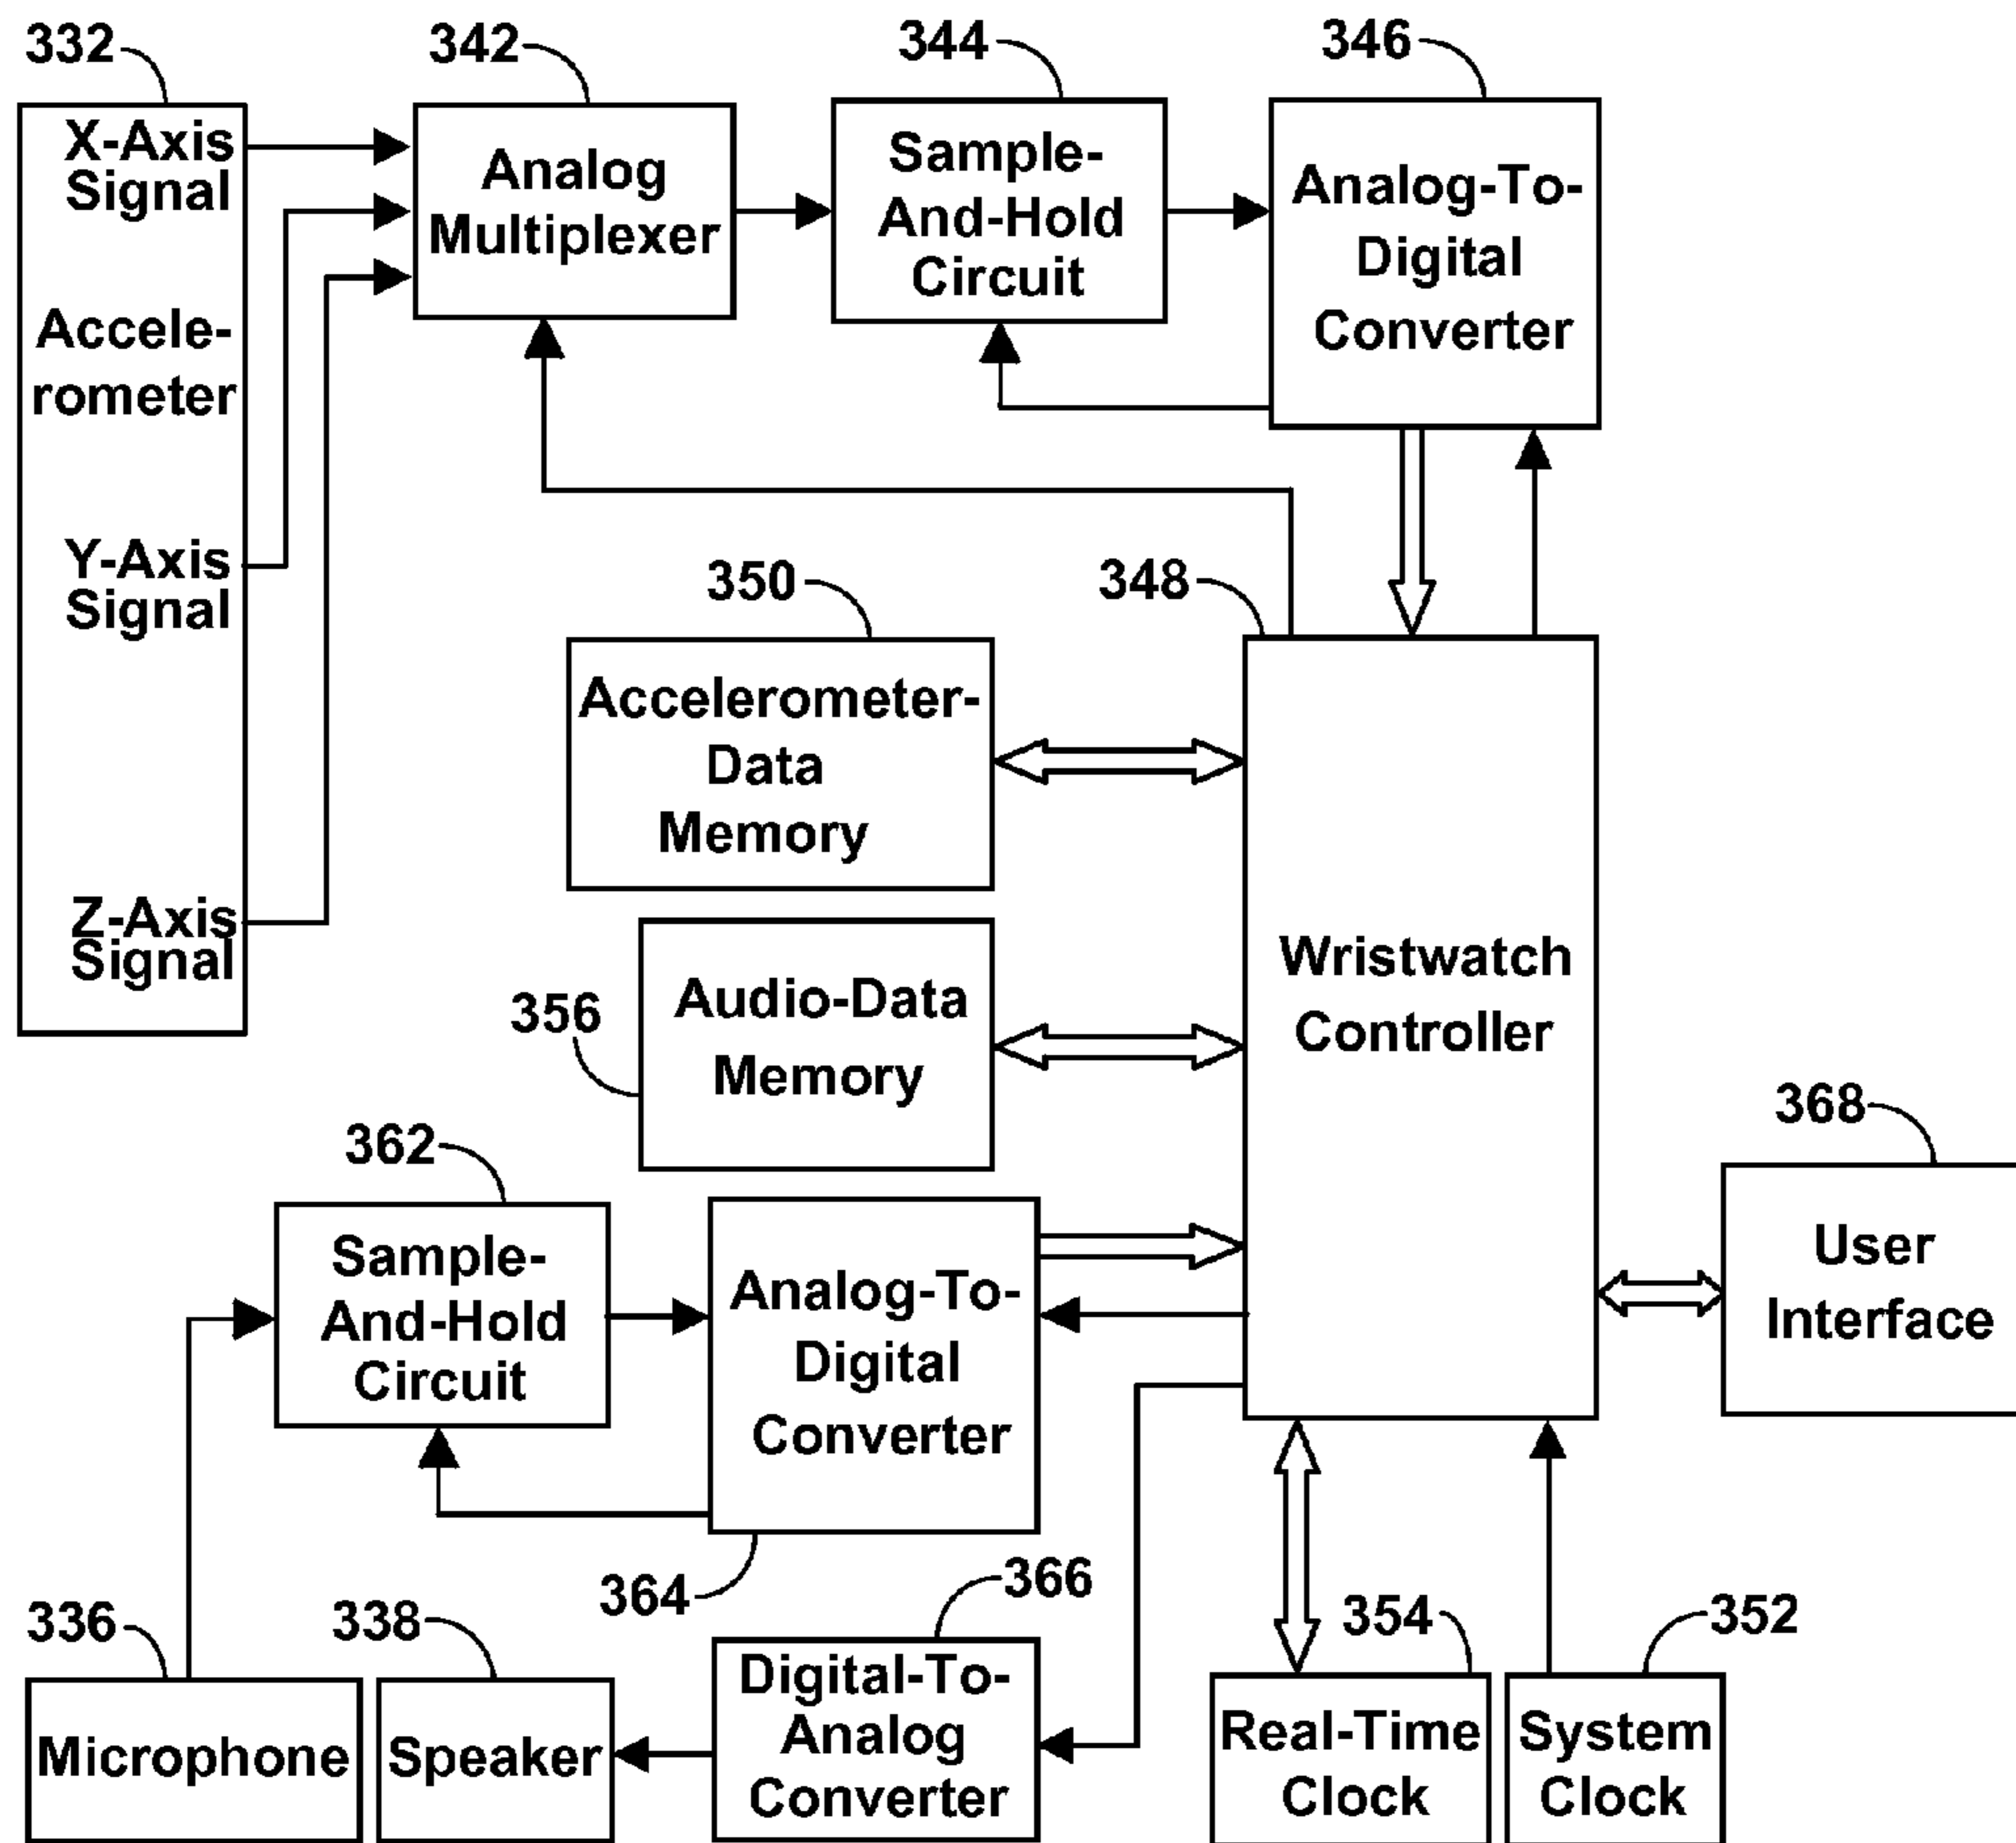 332
342
344
346
X-Axis
Signal
Accele-
rometer
Y-Axis
Signal
Z-Axis
Signal
Analog
Multiplexer
Sample-
And-Hold
Circuit
Analog-To-
Digital
Converter
350
348
Accelerometer-
Data
Memory
Wristwatch
Controller
356
Audio-Data
Memory
368
User
Interface
362
Sample-
And-Hold
Circuit
Analog-To-
Digital
Converter
364
366
336
338
354
352
Microphone
Speaker
Digital-To-
Analog
Converter
Real-Time
Clock
System
Clock